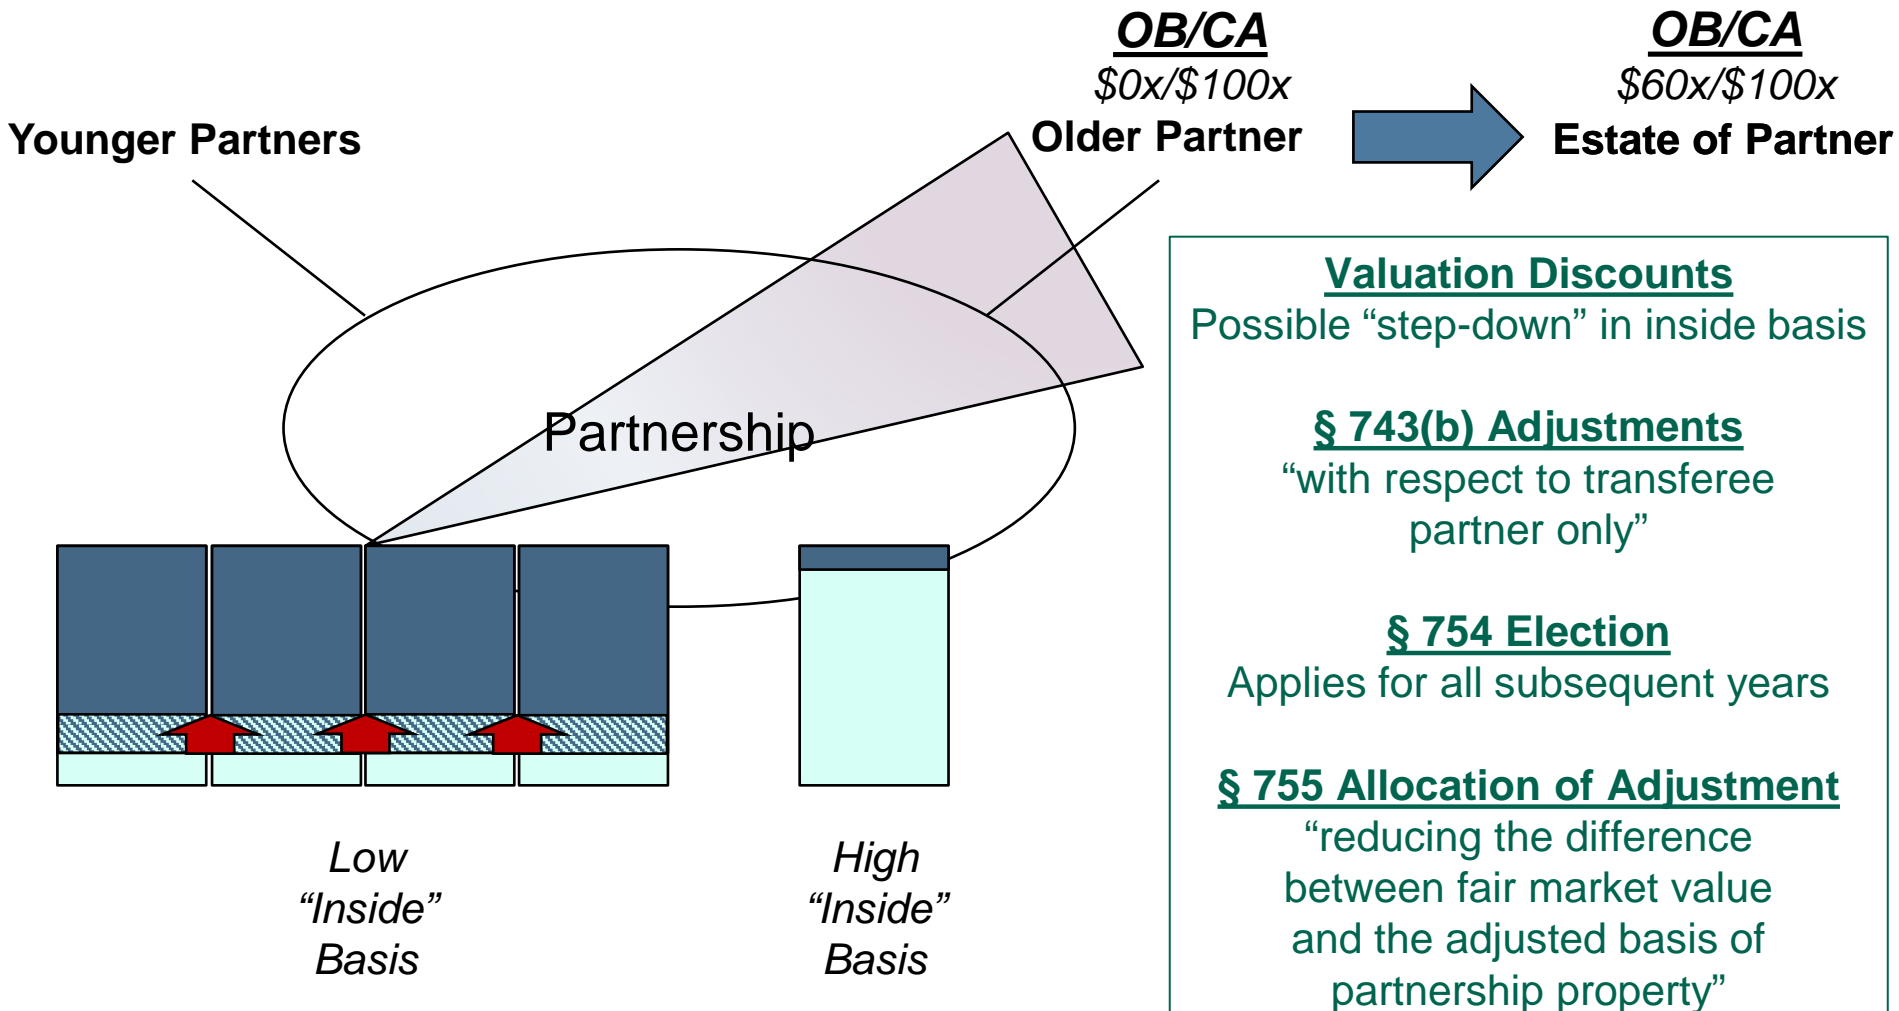 OB/CA
$0x/$100x
Older Partner
OB/CA
$60x/$100x
Estate of Partner
Younger Partners
Partnership
Low
“Inside”
Basis
High
“Inside”
Basis
Valuation Discounts
Possible “step-down” in inside basis
§ 743(b) Adjustments
“with respect to transferee
partner only”
§ 754 Election
Applies for all subsequent years
§ 755 Allocation of Adjustment
“reducing the difference
between fair market value
and the adjusted basis of
partnership property”